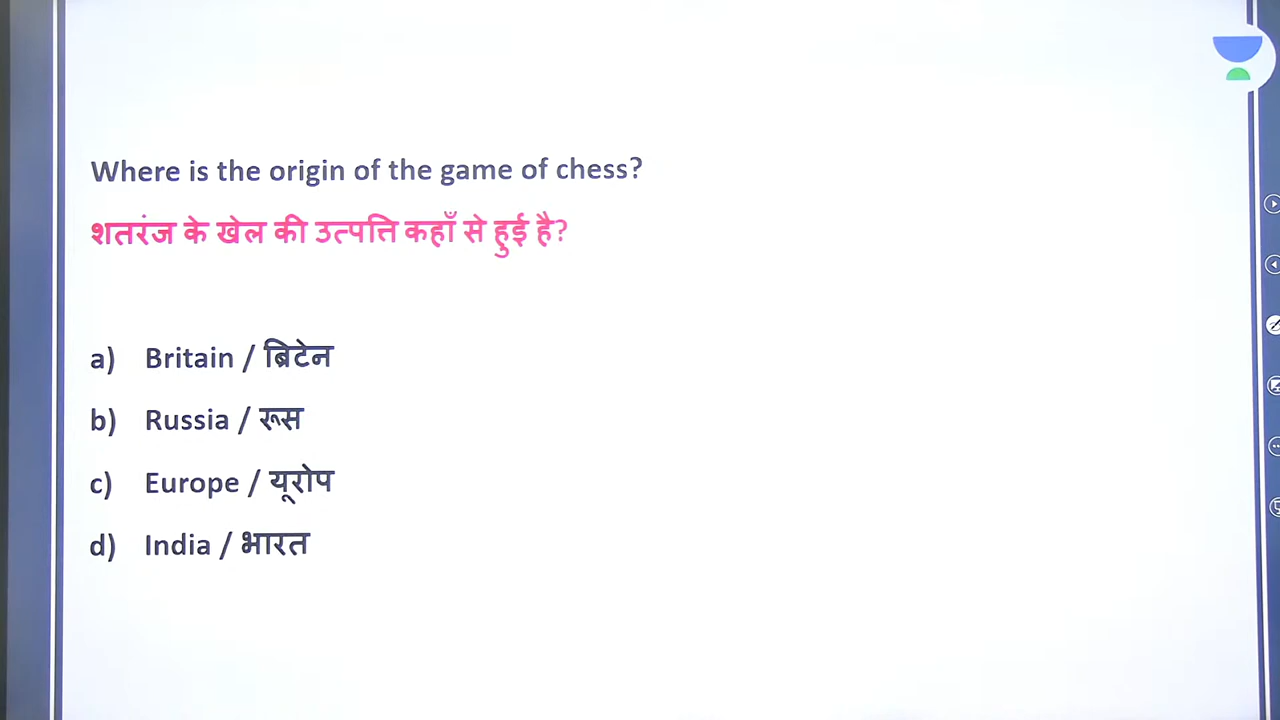 Where is the origin of the game of chess?
शतरंज के खेल की उत्पत्ति कहाँ से हुई है?
a) Britain / ब्रिटेन
b) Russia / रूस
c) Europe / यूरोप
d) India / भारत